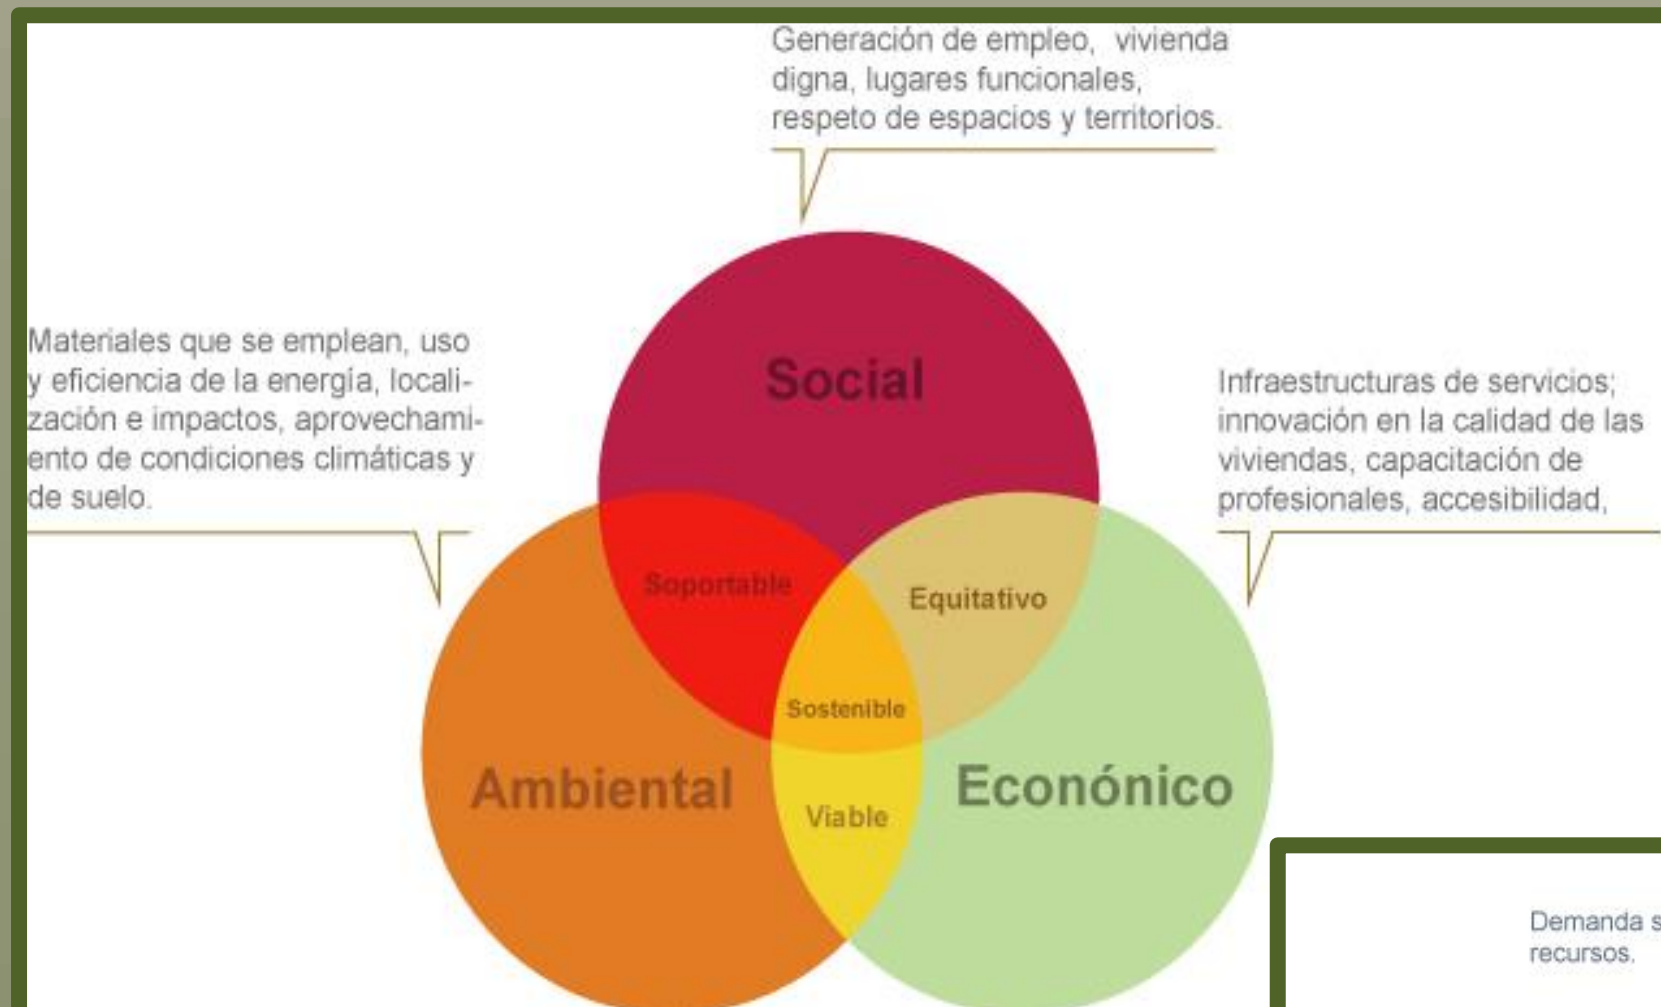 Generación de empleo, vivienda
digna, lugares funcionales,
respeto de espacios y territorios.
Materiales que se emplean, uso
y eficiencia de la energía, locali-
zación e impactos, aprovechami-
ento de condiciones climáticas y
de suelo.
Infraestructuras de servicios;
innovación en la calidad de las
viviendas, capacitación de
profesionales, accesibilidad,
Social
Soportable
Equitativo
Sostenible
Ambiental
Econónico
Viable
Demanda s
recursos.